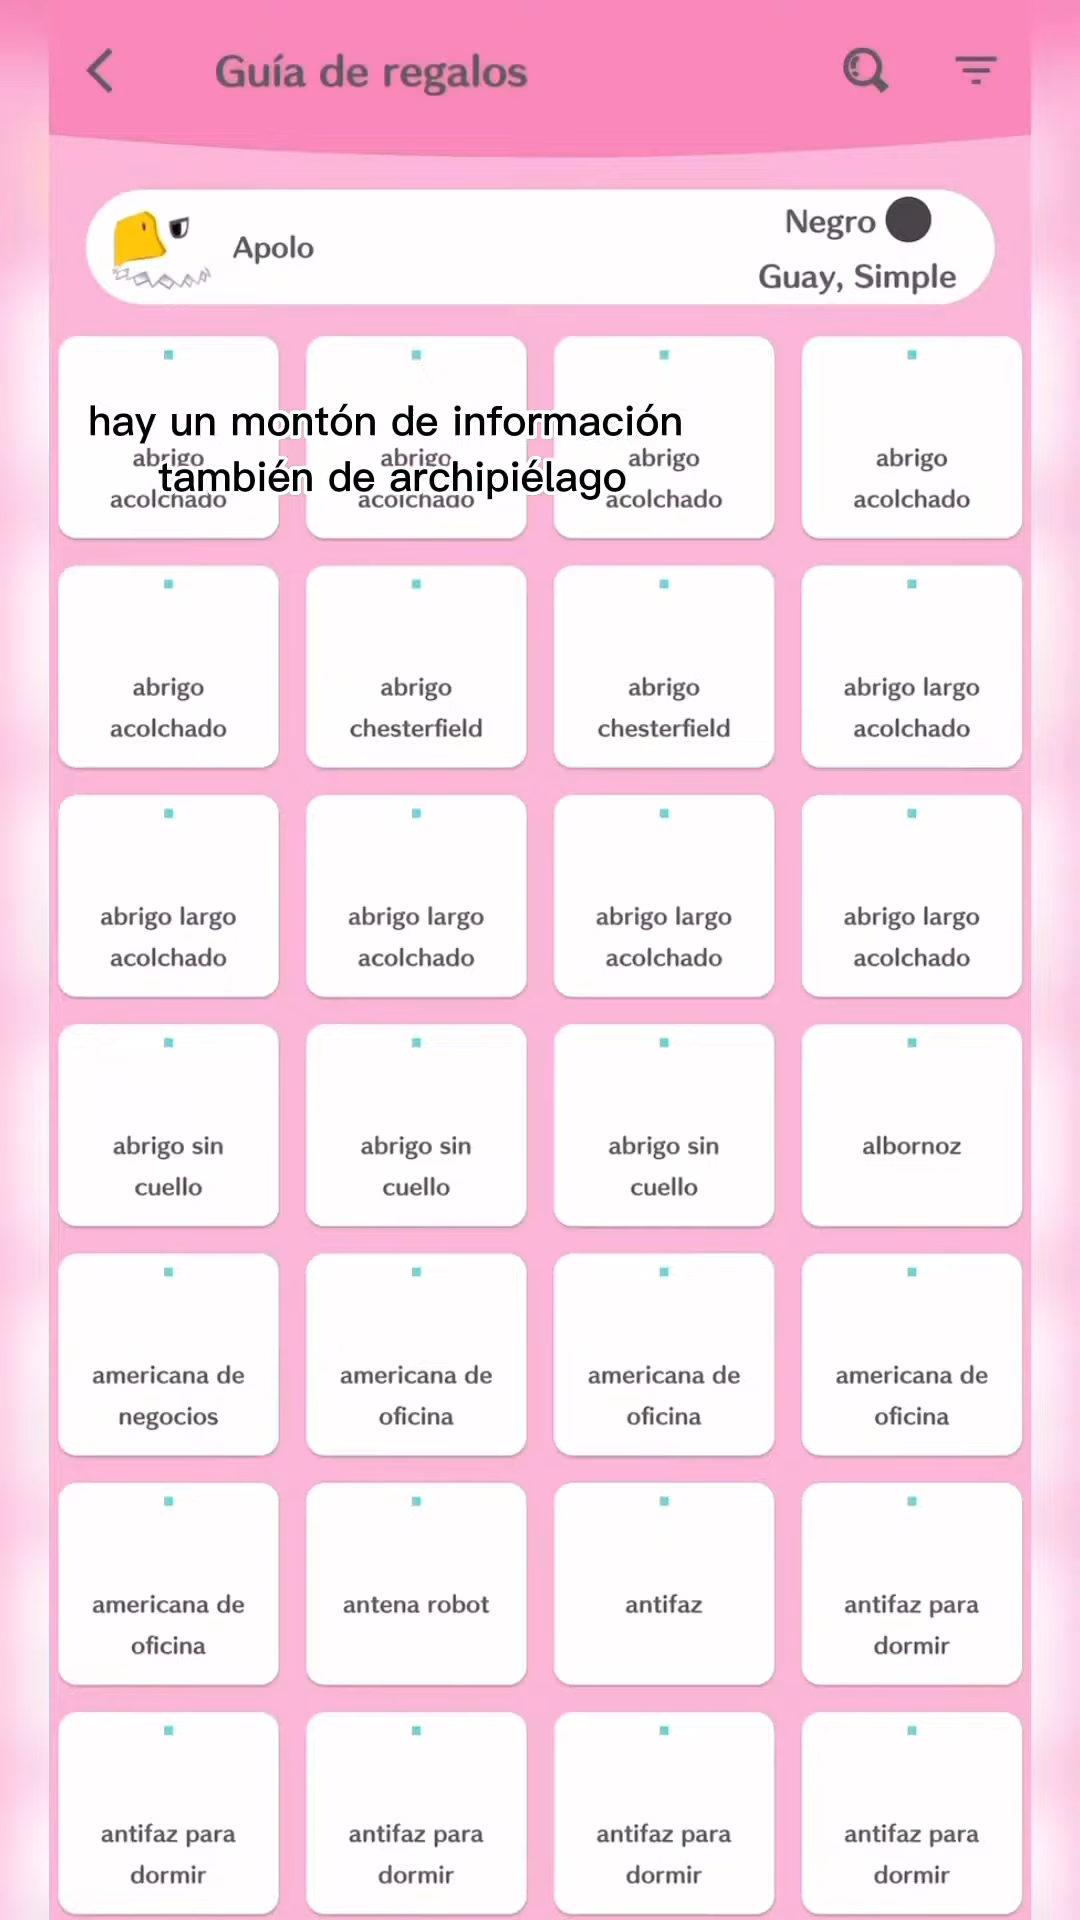 Guía de regalos
Apolo
Negro
Guay, Simple
hay un montón de información
también de archipiélago
abrigo
acolchado
abrigo
acolchado
abrigo
acolchado
abrigo
acolchado
abrigo
acolchado
abrigo
chesterfield
abrigo
chesterfield
abrigo largo
acolchado
abrigo largo
acolchado
abrigo largo
acolchado
abrigo largo
acolchado
abrigo largo
acolchado
abrigo sin
cuello
abrigo sin
cuello
abrigo sin
cuello
albornoz
americana de
negocios
americana de
oficina
americana de
oficina
americana de
oficina
americana de
oficina
antena robot
antifaz
antifaz para
dormir
antifaz para
dormir
antifaz para
dormir
antifaz para
dormir
antifaz para
dormir